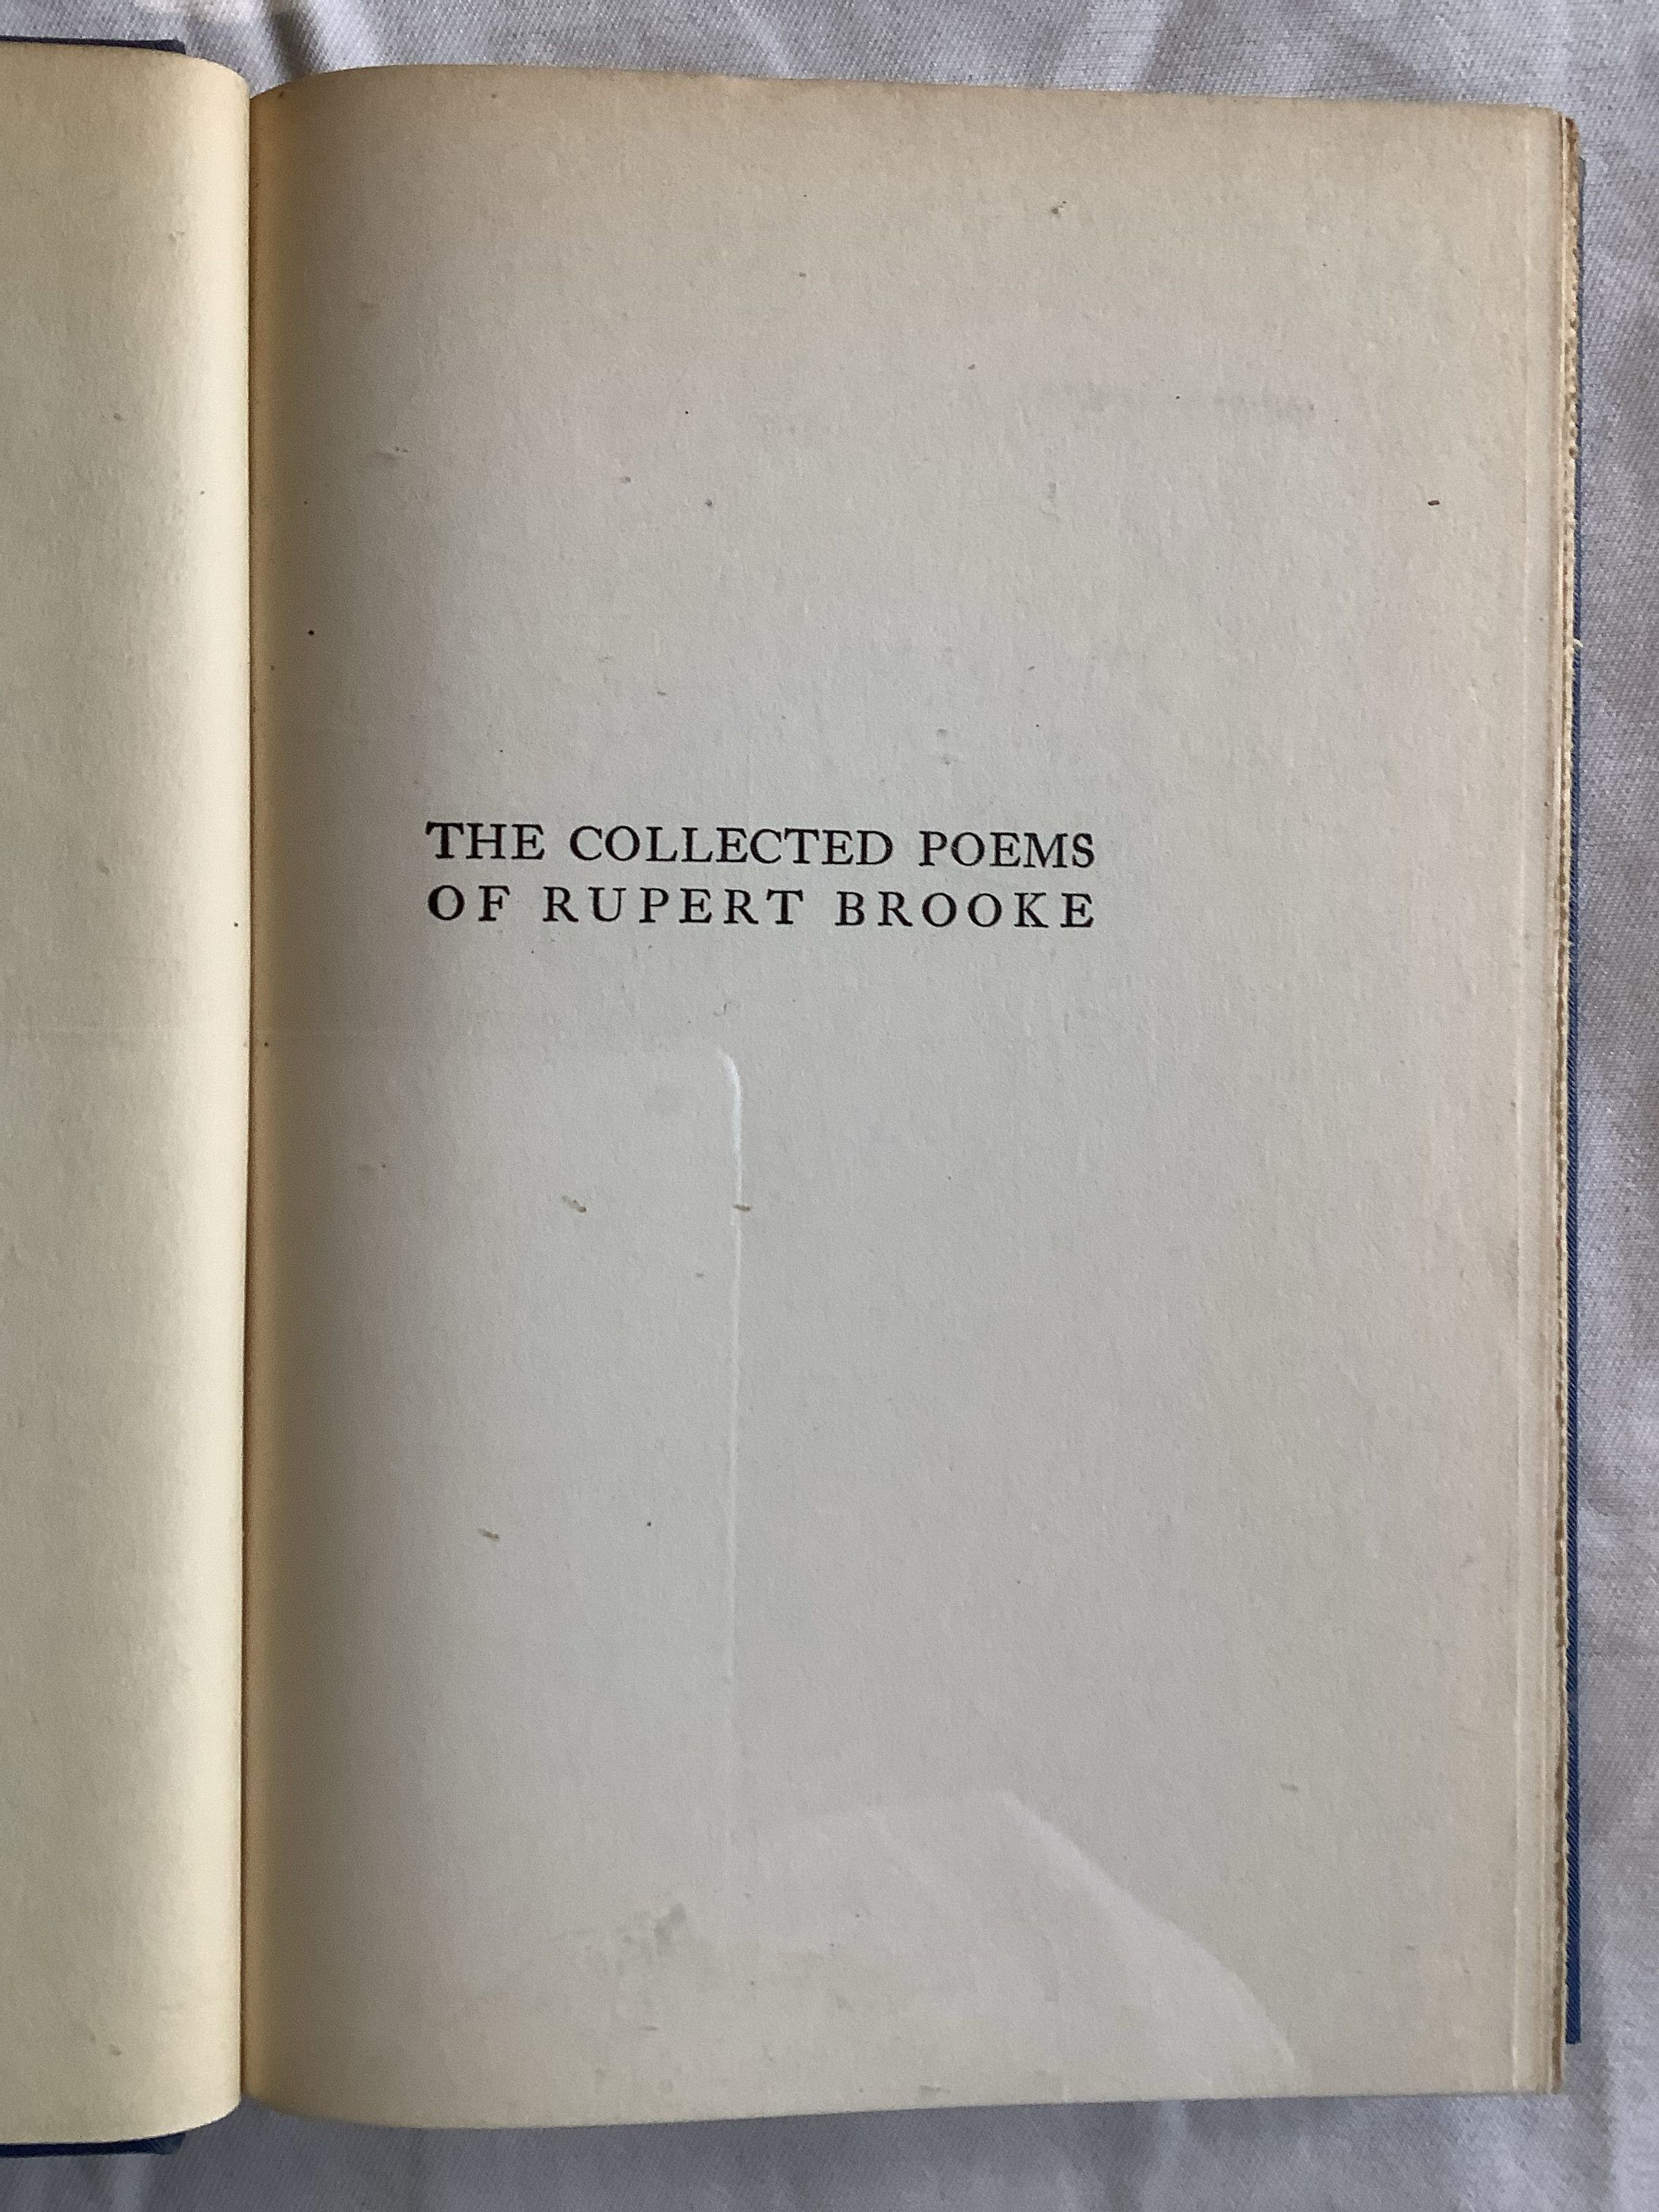 THE COLLECTED POEMS
OF RUPERT BROOKE